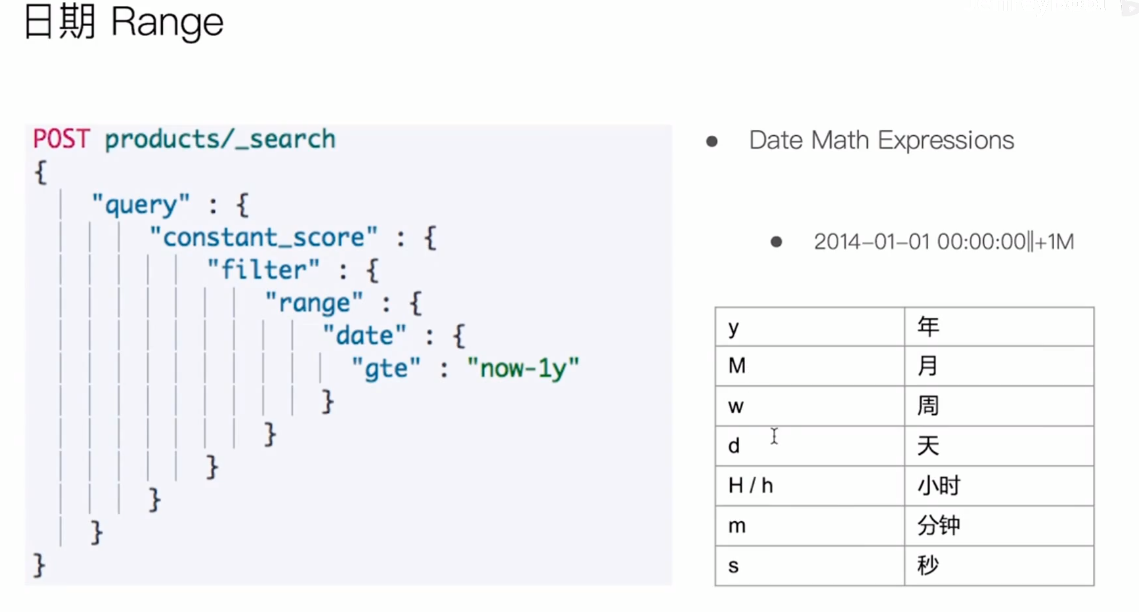 日期 Range
POST products/_search
{
"query" : {
"constant_score" : {
"filter" : {
"range" : {
"date" : {
"gte" : "now-1y"
}
}
}
}
}
}
● Date Math Expressions
● 2014-01-01 00:00:00||+1M
y 年
M 月
w 周
d 天
H / h 小时
m 分钟
s 秒